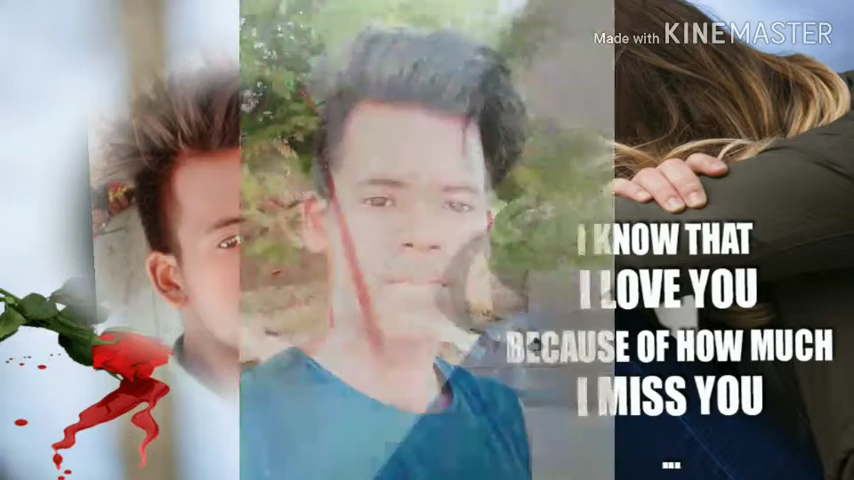 Made with KINEMASTER
I KNOW THAT
I LOVE YOU
BECAUSE OF HOW MUCH
I MISS YOU
...